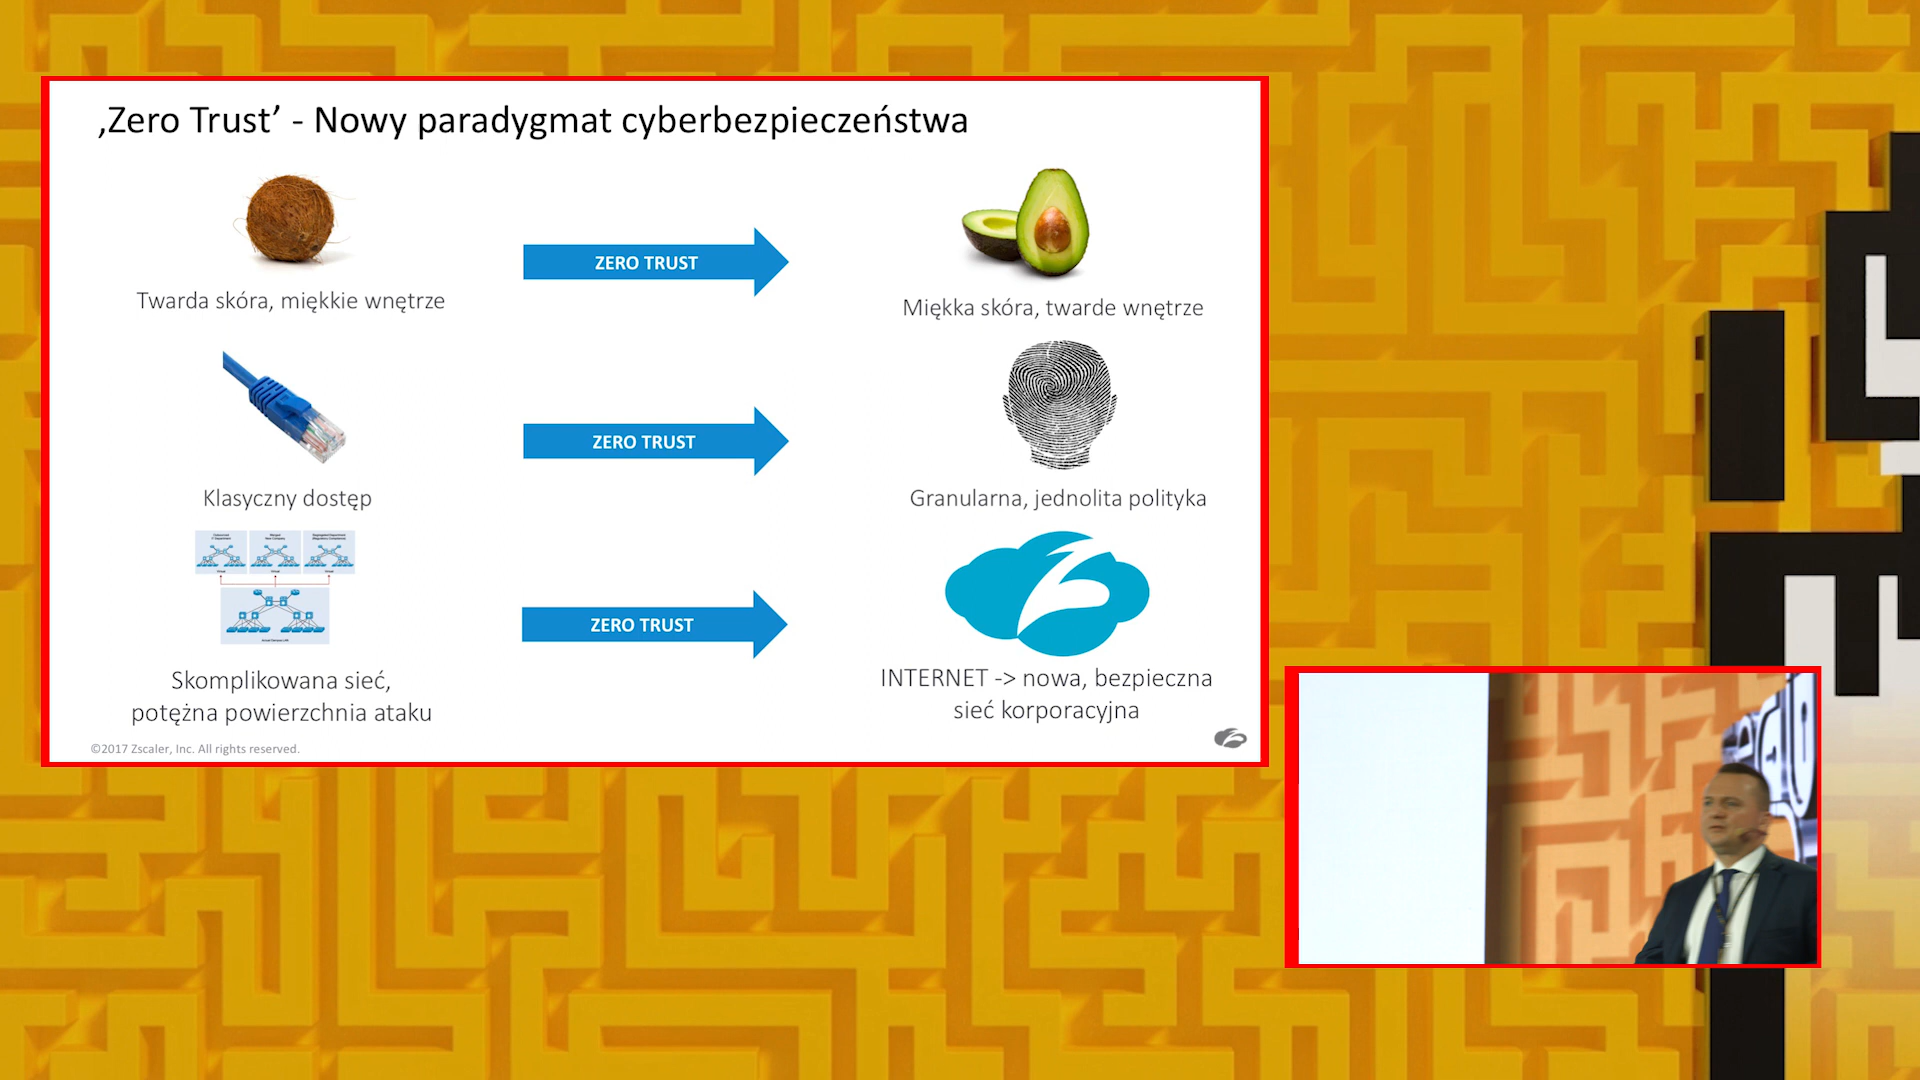 ‚Zero Trust’ - Nowy paradygmat cyberbezpieczeństwa
ZERO TRUST
Twarda skóra, miękkie wnętrze
Miękka skóra, twarde wnętrze
ZERO TRUST
Klasyczny dostęp
Granularna, jednolita polityka
ZERO TRUST
Skomplikowana sieć,
potężna powierzchnia ataku
INTERNET -> nowa, bezpieczna
sieć korporacyjna
©2017 Zscaler, Inc. All rights reserved.